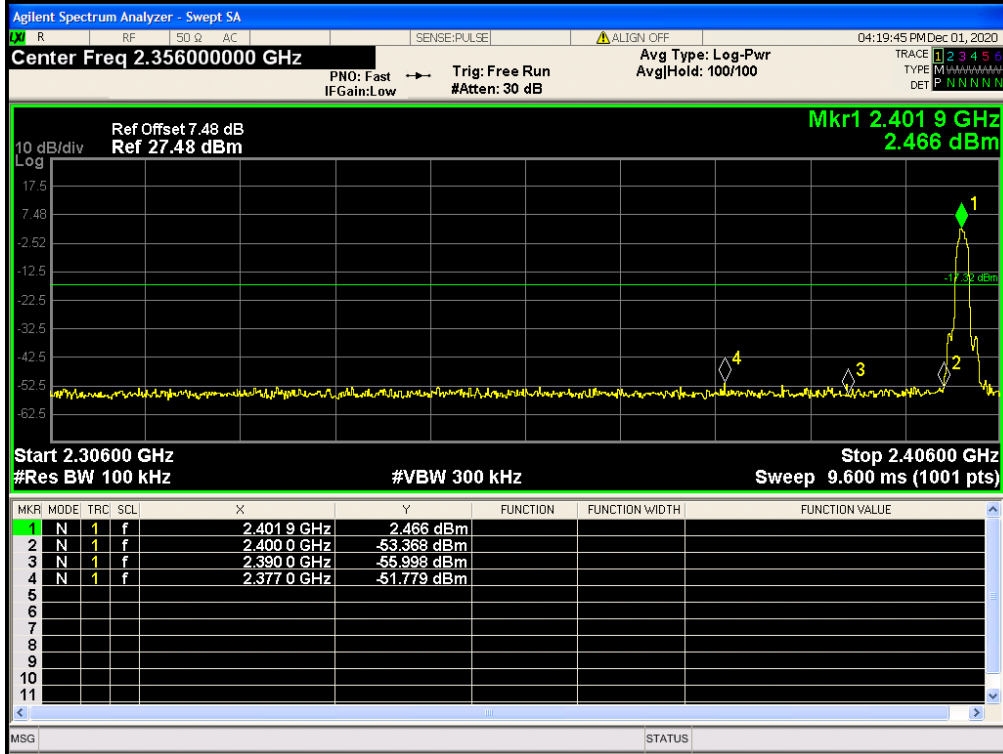 Agilent Spectrum Analyzer - Swept SA
LXI R RF 50 Ω AC SENSE:PULSE ALIGN OFF 04:19:45 PM Dec 01, 2020
Center Freq 2.356000000 GHz
PNO: Fast
IFGain:Low
Trig: Free Run
#Atten: 30 dB
Avg Type: Log-Pwr
Avg|Hold: 100/100
TRACE 1 2 3 4 5 6
TYPE M
DET P N N N N N
Ref Offset 7.48 dB
10 dB/div Ref 27.48 dBm
Log
Mkr1 2.401 9 GHz
2.466 dBm
17.5
7.48
-2.52
-12.5
-22.5
-32.5
-42.5
-52.5
-62.5
1
-17.32 dBm
4
3
2
Start 2.30600 GHz Stop 2.40600 GHz
#Res BW 100 kHz #VBW 300 kHz Sweep 9.600 ms (1001 pts)
MKR MODE TRC SCL X Y FUNCTION FUNCTION WIDTH FUNCTION VALUE
1 N 1 f 2.401 9 GHz 2.466 dBm
2 N 1 f 2.400 0 GHz -53.368 dBm
3 N 1 f 2.390 0 GHz -55.998 dBm
4 N 1 f 2.377 0 GHz -51.779 dBm
5
6
7
8
9
10
11
MSG STATUS